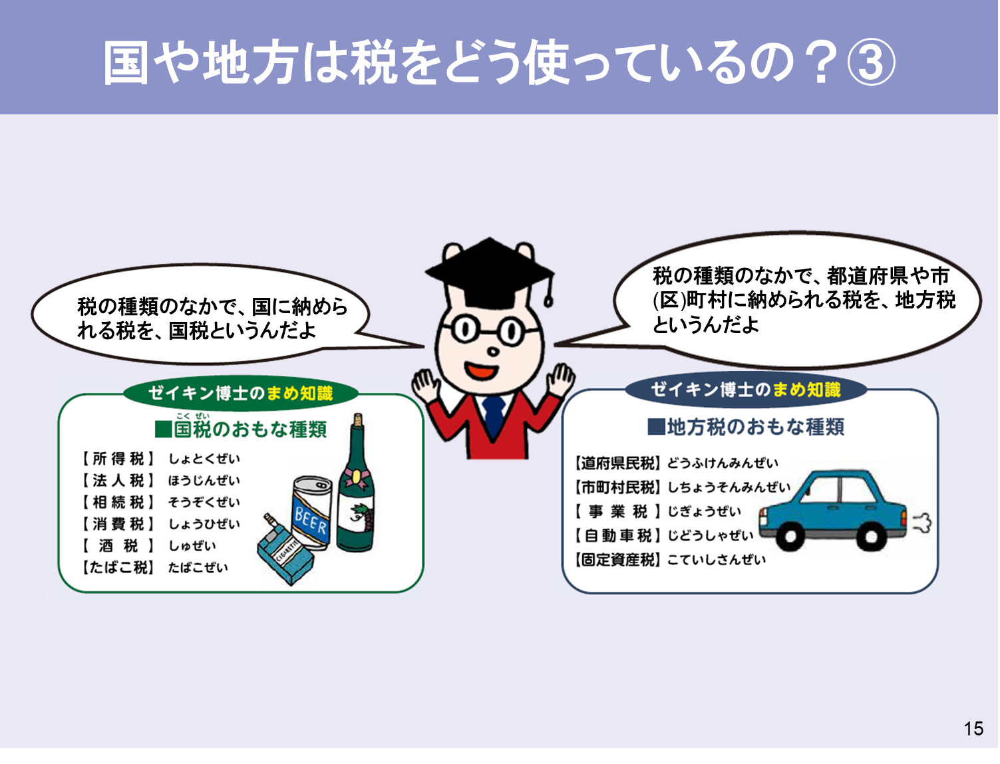 国や地方は税をどう使っているの？③
税の種類のなかで、国に納めら
れる税を、国税というんだよ
税の種類のなかで、都道府県や市
(区)町村に納められる税を、地方税
というんだよ
ゼイキン博士のまめ知識
こく ぜい
■国税のおもな種類
【所得税】 しょとくぜい
【法人税】 ほうじんぜい
【相続税】 そうぞくぜい
【消費税】 しょうひぜい
【酒税】 しゅぜい
【たばこ税】 たばこぜい
BEER
CIGARETTE
ゼイキン博士のまめ知識
■地方税のおもな種類
【道府県民税】 どうふけんみんぜい
【市町村民税】 しちょうそんみんぜい
【事業税】 じぎょうぜい
【自動車税】 じどうしゃぜい
【固定資産税】 こていしさんぜい
15